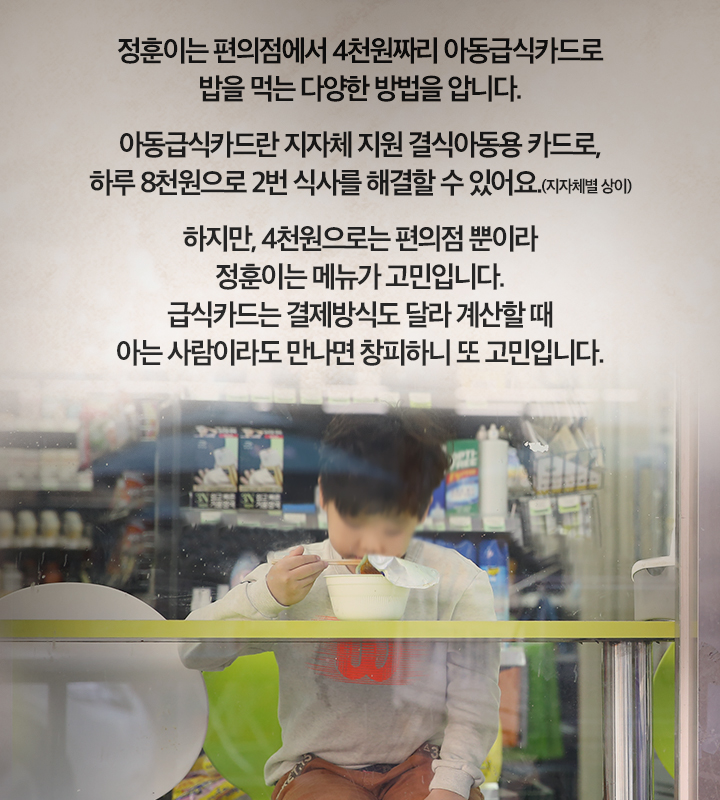 정훈이는 편의점에서 4천원짜리 아동급식카드로
밥을 먹는 다양한 방법을 압니다.
아동급식카드란 지자체 지원 결식아동용 카드로,
하루 8천원으로 2번 식사를 해결할 수 있어요.(지자체별 상이)
하지만, 4천원으로는 편의점 뿐이라
정훈이는 메뉴가 고민입니다.
급식카드는 결제방식도 달라 계산할 때
아는 사람이라도 만나면 창피하니 또 고민입니다.